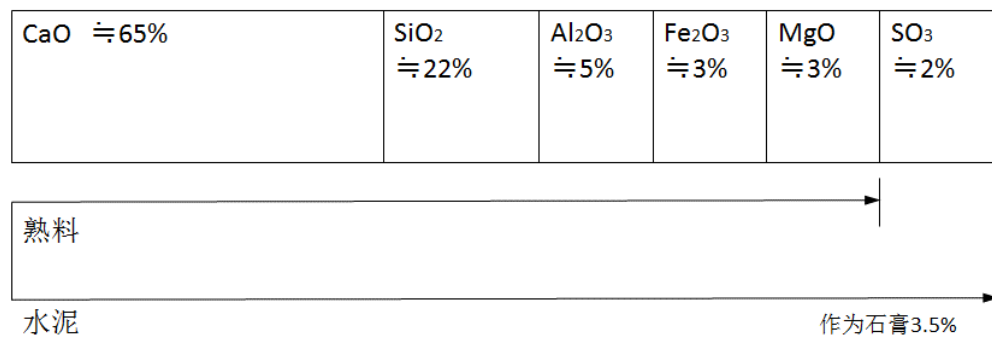 CaO ≒65%
SiO₂
≒22%
Al₂O₃
≒5%
Fe₂O₃
≒3%
MgO
≒3%
SO₃
≒2%
熟料
水泥
作为石膏3.5%